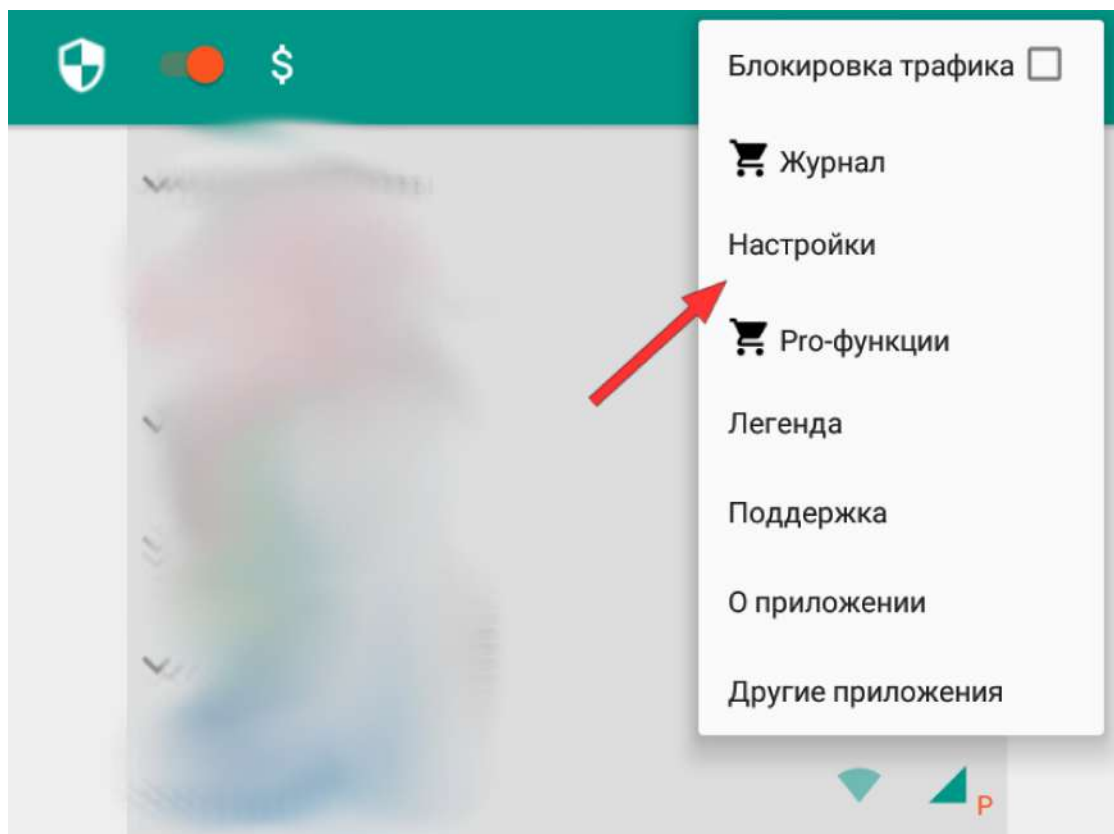 $
Блокировка трафика
Журнал
Настройки
Pro-функции
Легенда
Поддержка
О приложении
Другие приложения
P